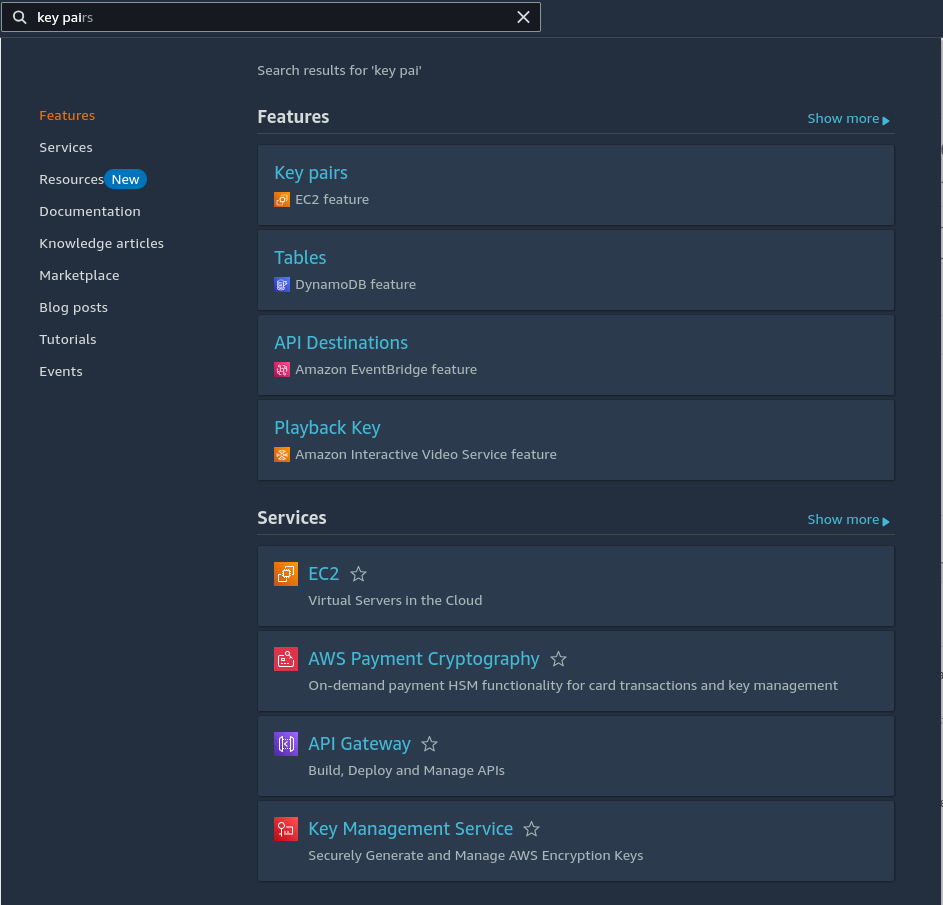 key pairs
Search results for 'key pai'
Features
Services
Resources New
Documentation
Knowledge articles
Marketplace
Blog posts
Tutorials
Events
Features
Show more
Key pairs
EC2 feature
Tables
DynamoDB feature
API Destinations
Amazon EventBridge feature
Playback Key
Amazon Interactive Video Service feature
Services
Show more
EC2
Virtual Servers in the Cloud
AWS Payment Cryptography
On-demand payment HSM functionality for card transactions and key management
API Gateway
Build, Deploy and Manage APIs
Key Management Service
Securely Generate and Manage AWS Encryption Keys